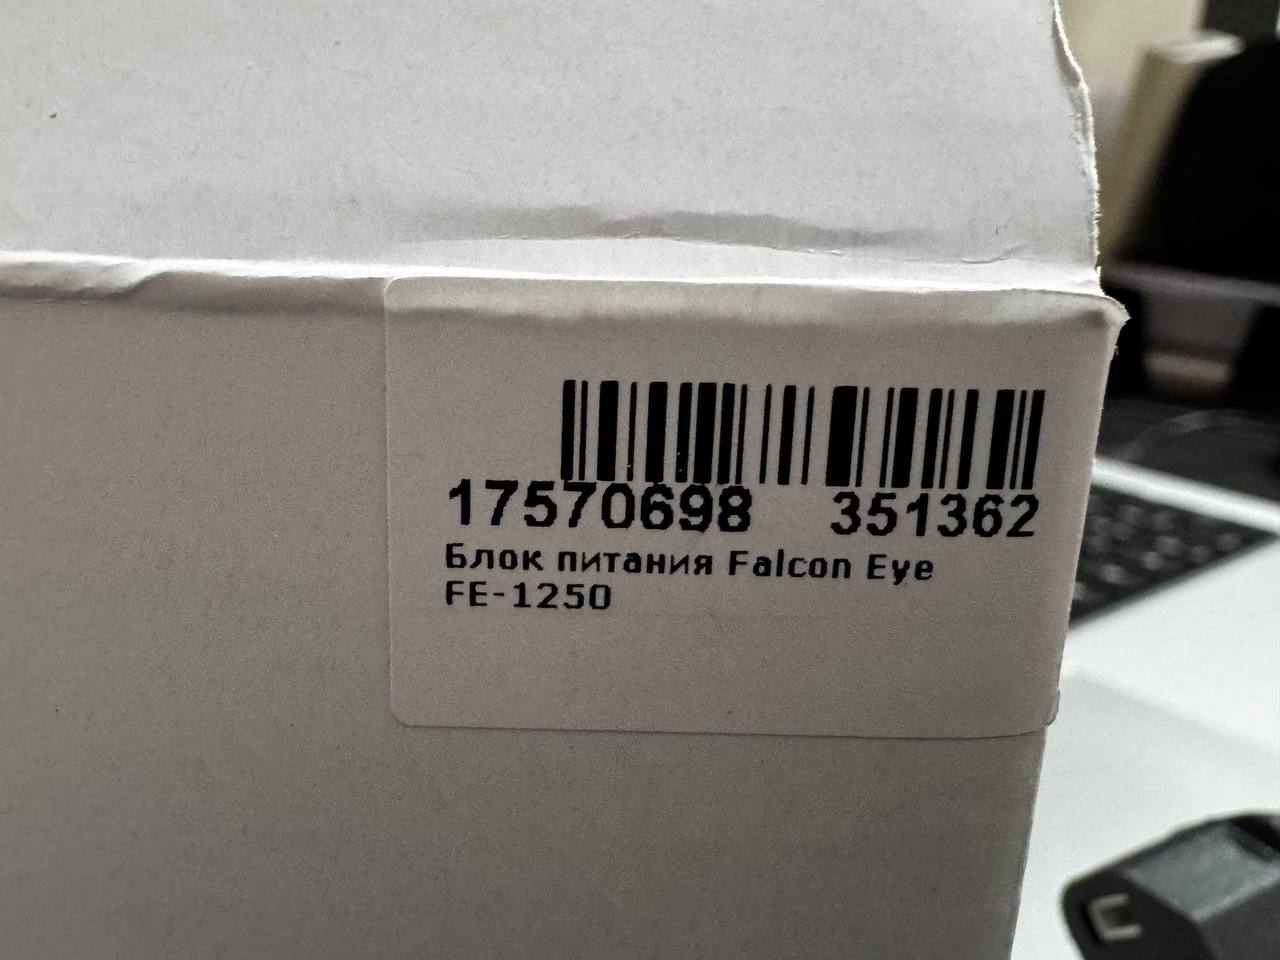 17570698 351362
Блок питания Falcon Eye
FE-1250